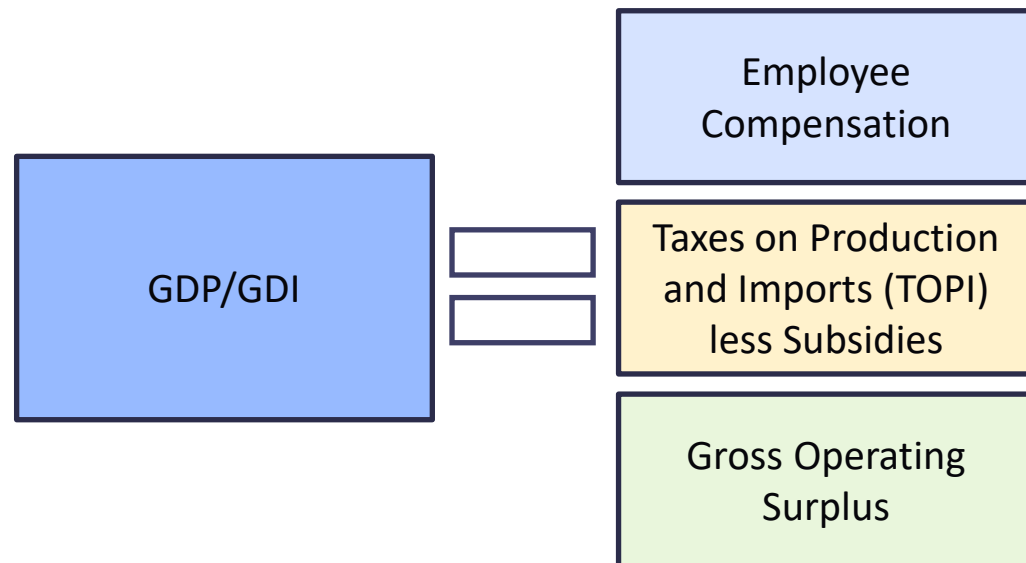 GDP/GDI
Employee
Compensation
Taxes on Production
and Imports (TOPI)
less Subsidies
Gross Operating
Surplus